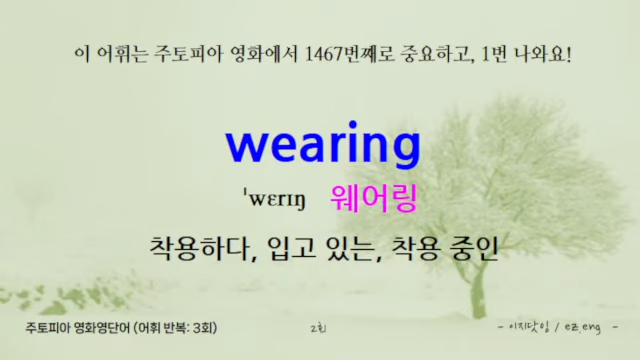 이 어휘는 주토피아 영화에서 1467번째로 중요하고, 1번 나와요!
wearing
ˈwɛrɪŋ 웨어링
착용하다, 입고 있는, 착용 중인
주토피아 영화영단어 (어휘 반복: 3회) 2회 - 이지닷잉 / ez.eng -